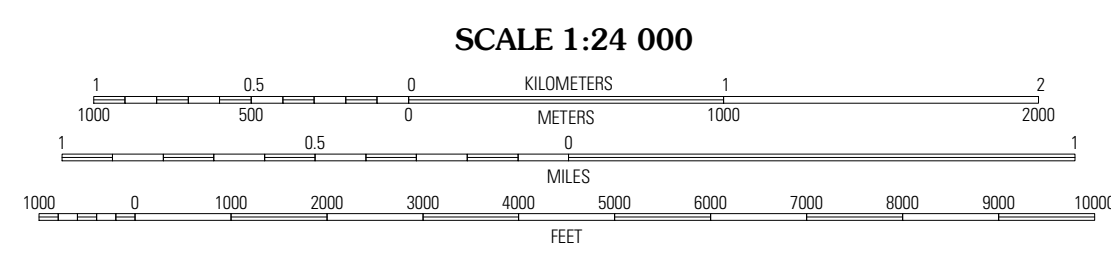 SCALE 1:24 000
1 0.5 0 KILOMETERS 1 2
1000 500 0 METERS 1000 2000
1 0.5 0 1
MILES
1000 0 1000 2000 3000 4000 5000 6000 7000 8000 9000 10000
FEET